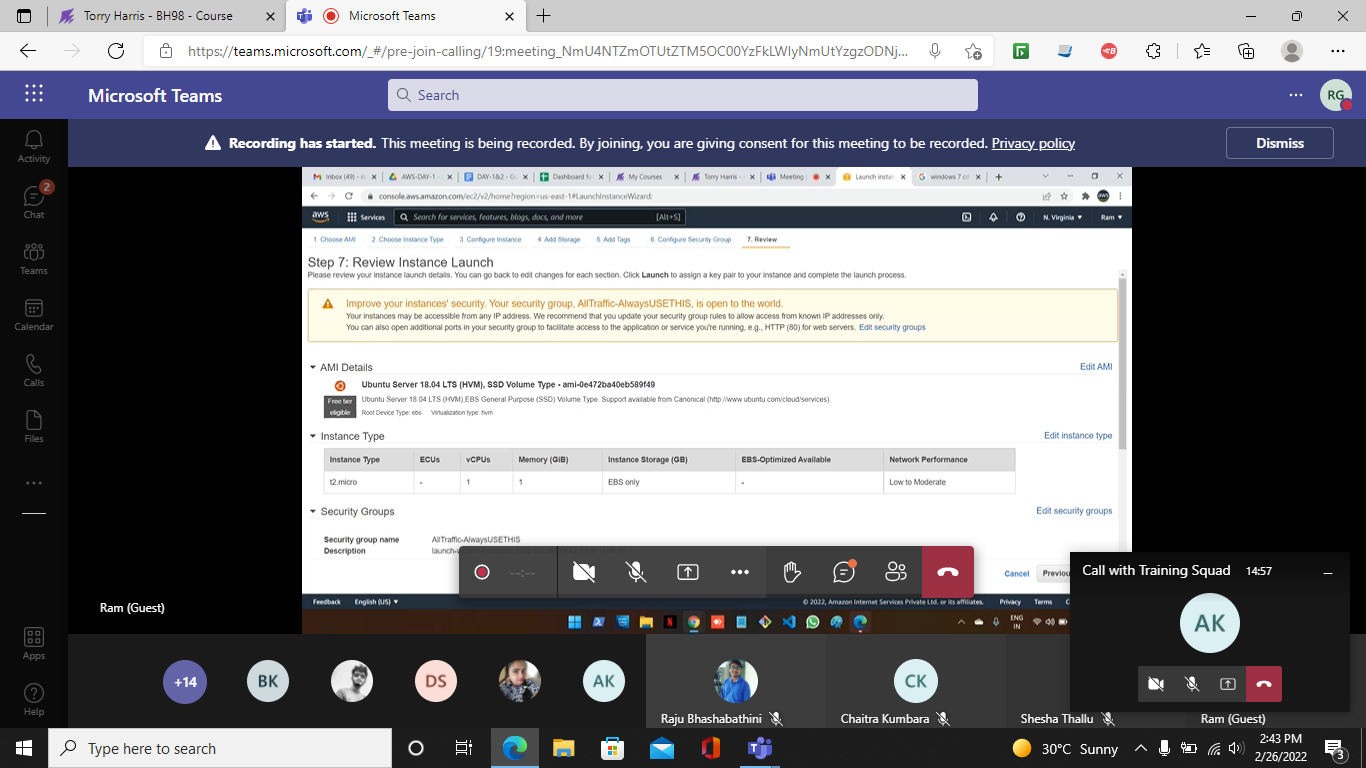 Torry Harris - BH98 - Course
Microsoft Teams
https://teams.microsoft.com/_#/pre-join-calling/19:meeting_NmU4NTZmOTUtZTM5OC00YzFkLWIyNmUtYzgzODNj...
Microsoft Teams
Search
RG
Recording has started. This meeting is being recorded. By joining, you are giving consent for this meeting to be recorded. Privacy policy
Dismiss
Activity
2
Chat
Teams
Calendar
Calls
Files
Apps
Help
Inbox (49)
AWS-DAY-1 -
DAY-1&2 - Go
Dashboard fo
My Courses
Torry Harris -
Meeting
Launch instan
windows 7 co
console.aws.amazon.com/ec2/v2/home?region=us-east-1#LaunchInstanceWizard:
aws
Services
Search for services, features, blogs, docs, and more
[Alt+S]
N. Virginia
Ram
1. Choose AMI
2. Choose Instance Type
3. Configure Instance
4. Add Storage
5. Add Tags
6. Configure Security Group
7. Review
Step 7: Review Instance Launch
Please review your instance launch details. You can go back to edit changes for each section. Click Launch to assign a key pair to your instance and complete the launch process.
Improve your instances' security. Your security group, AllTraffic-AlwaysUSETHIS, is open to the world.
Your instances may be accessible from any IP address. We recommend that you update your security group rules to allow access from known IP addresses only.
You can also open additional ports in your security group to facilitate access to the application or service you're running, e.g., HTTP (80) for web servers. Edit security groups
AMI Details
Edit AMI
Ubuntu Server 18.04 LTS (HVM), SSD Volume Type - ami-0e472ba40eb589f49
Free tier eligible
Ubuntu Server 18.04 LTS (HVM),EBS General Purpose (SSD) Volume Type. Support available from Canonical (http://www.ubuntu.com/cloud/services).
Root Device Type: ebs Virtualization type: hvm
Instance Type
Edit instance type
Instance Type ECUs vCPUs Memory (GiB) Instance Storage (GB) EBS-Optimized Available Network Performance
t2.micro - 1 1 EBS only - Low to Moderate
Security Groups
Edit security groups
Security group name AllTraffic-AlwaysUSETHIS
Description
Cancel
Previou
Feedback
English (US)
© 2022, Amazon Internet Services Private Ltd. or its affiliates.
Privacy
Terms
ENG
IN
--:--
Ram (Guest)
Call with Training Squad 14:57
AK
+14
BK
DS
AK
CK
Raju Bhashabathini
Chaitra Kumbara
Shesha Thallu
Ram (Guest)
Type here to search
30°C Sunny
2:43 PM
2/26/2022
3